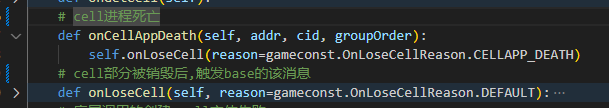 # cell进程死亡
def onCellAppDeath(self, addr, cid, groupOrder):
self.onLoseCell(reason=gameconst.OnLoseCellReason.CELLAPP_DEATH)
# cell部分被销毁后,触发base的该消息
def onLoseCell(self, reason=gameconst.OnLoseCellReason.DEFAULT):…